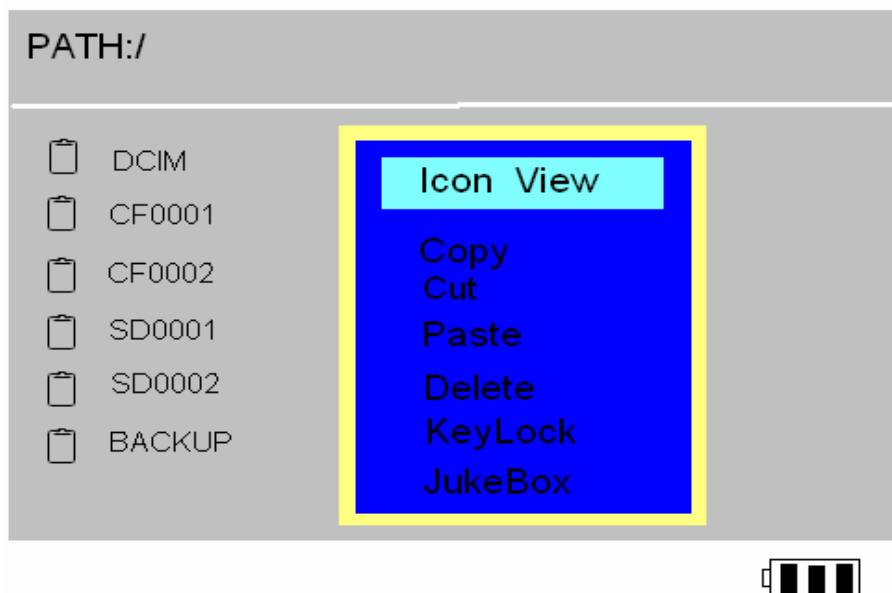 PATH:/
DCIM
CF0001
CF0002
SD0001
SD0002
BACKUP
Icon View
Copy
Cut
Paste
Delete
KeyLock
JukeBox